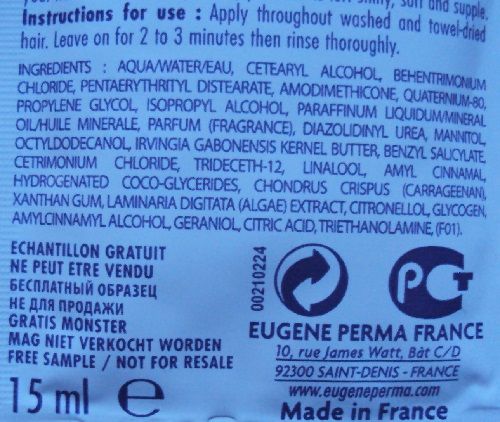 shiny, soft and supple.
Instructions for use : Apply throughout washed and towel-dried
hair. Leave on for 2 to 3 minutes then rinse thoroughly.
INGREDIENTS : AQUA/WATER/EAU, CETEARYL ALCOHOL, BEHENTRIMONIUM
CHLORIDE, PENTAERYTHRITYL DISTEARATE, AMODIMETHICONE, QUATERNIUM-80,
PROPYLENE GLYCOL, ISOPROPYL ALCOHOL, PARAFFINUM LIQUIDUM/MINERAL
OIL/HUILE MINERALE, PARFUM (FRAGRANCE), DIAZOLIDINYL UREA, MANNITOL,
OCTYLDODECANOL, IRVINGIA GABONENSIS KERNEL BUTTER, BENZYL SALICYLATE,
CETRIMONIUM CHLORIDE, TRIDECETH-12, LINALOOL, AMYL CINNAMAL,
HYDROGENATED COCO-GLYCERIDES, CHONDRUS CRISPUS (CARRAGEENAN),
XANTHAN GUM, LAMINARIA DIGITATA (ALGAE) EXTRACT, CITRONELLOL, GLYCOGEN,
AMYLCINNAMYL ALCOHOL, GERANIOL, CITRIC ACID, TRIETHANOLAMINE, (F01).
ECHANTILLON GRATUIT
NE PEUT ETRE VENDU
БЕСПЛАТНЫЙ ОБРАЗЕЦ
НЕ ДЛЯ ПРОДАЖИ
GRATIS MONSTER
MAG NIET VERKOCHT WORDEN
FREE SAMPLE / NOT FOR RESALE
15 ml e
00210224
РСТ
EUGENE PERMA FRANCE
10, rue James Watt, Bât C/D
92300 SAINT-DENIS - FRANCE
www.eugeneperma.com
Made in France